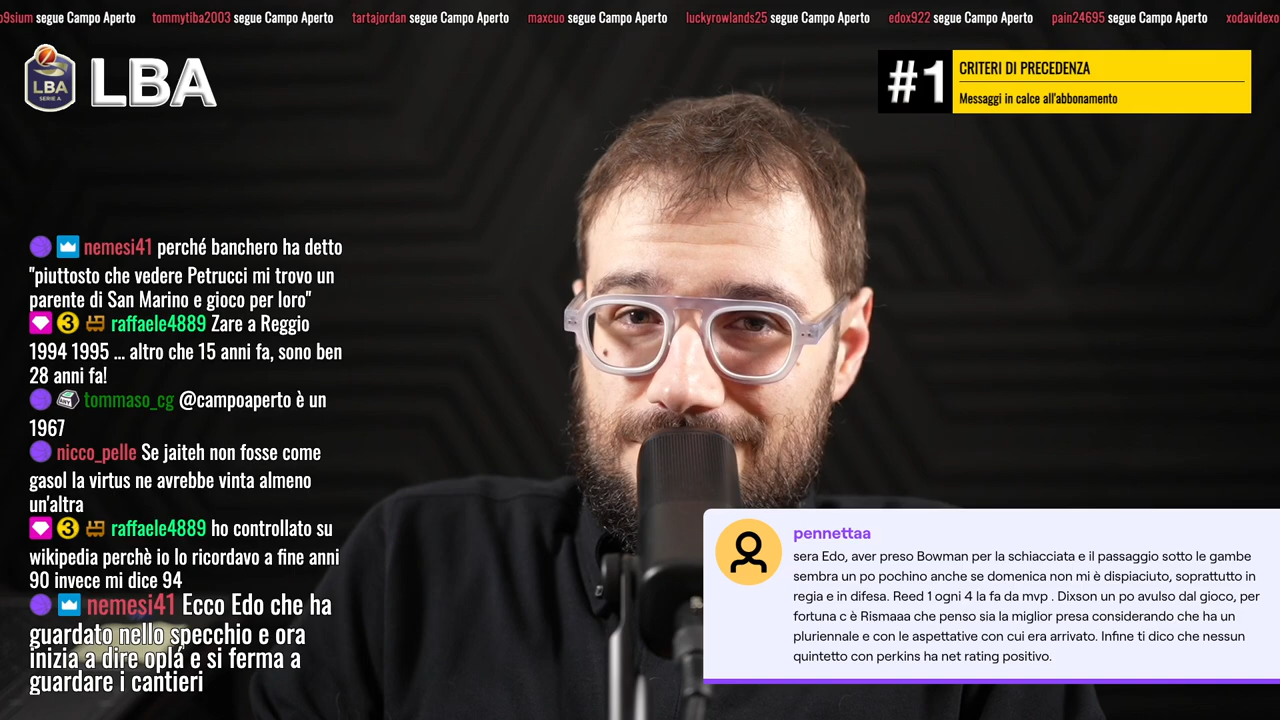 o9sium segue Campo Aperto tommytiba2003 segue Campo Aperto tartajordan segue Campo Aperto maxcuo segue Campo Aperto luckyrowlands25 segue Campo Aperto edox922 segue Campo Aperto pain24695 segue Campo Aperto xodavidexo
LBA
SERIE A
LBA
#1
CRITERI DI PRECEDENZA
Messaggi in calce all'abbonamento
nemesi41 perché banchero ha detto
"piuttosto che vedere Petrucci mi trovo un
parente di San Marino e gioco per loro"
raffaele4889 Zare a Reggio
1994 1995 ... altro che 15 anni fa, sono ben
28 anni fa!
tommaso_cg @campoaperto è un
1967
nicco_pelle Se jaiteh non fosse come
gasol la virtus ne avrebbe vinta almeno
un'altra
raffaele4889 ho controllato su
wikipedia perchè io lo ricordavo a fine anni
90 invece mi dice 94
nemesi41 Ecco Edo che ha
guardato nello specchio e ora
inizia a dire oplá e si ferma a
guardare i cantieri
pennettaa
sera Edo, aver preso Bowman per la schiacciata e il passaggio sotto le gambe
sembra un po pochino anche se domenica non mi è dispiaciuto, soprattutto in
regia e in difesa. Reed 1 ogni 4 la fa da mvp . Dixson un po avulso dal gioco, per
fortuna c è Rismaaa che penso sia la miglior presa considerando che ha un
pluriennale e con le aspettative con cui era arrivato. Infine ti dico che nessun
quintetto con perkins ha net rating positivo.